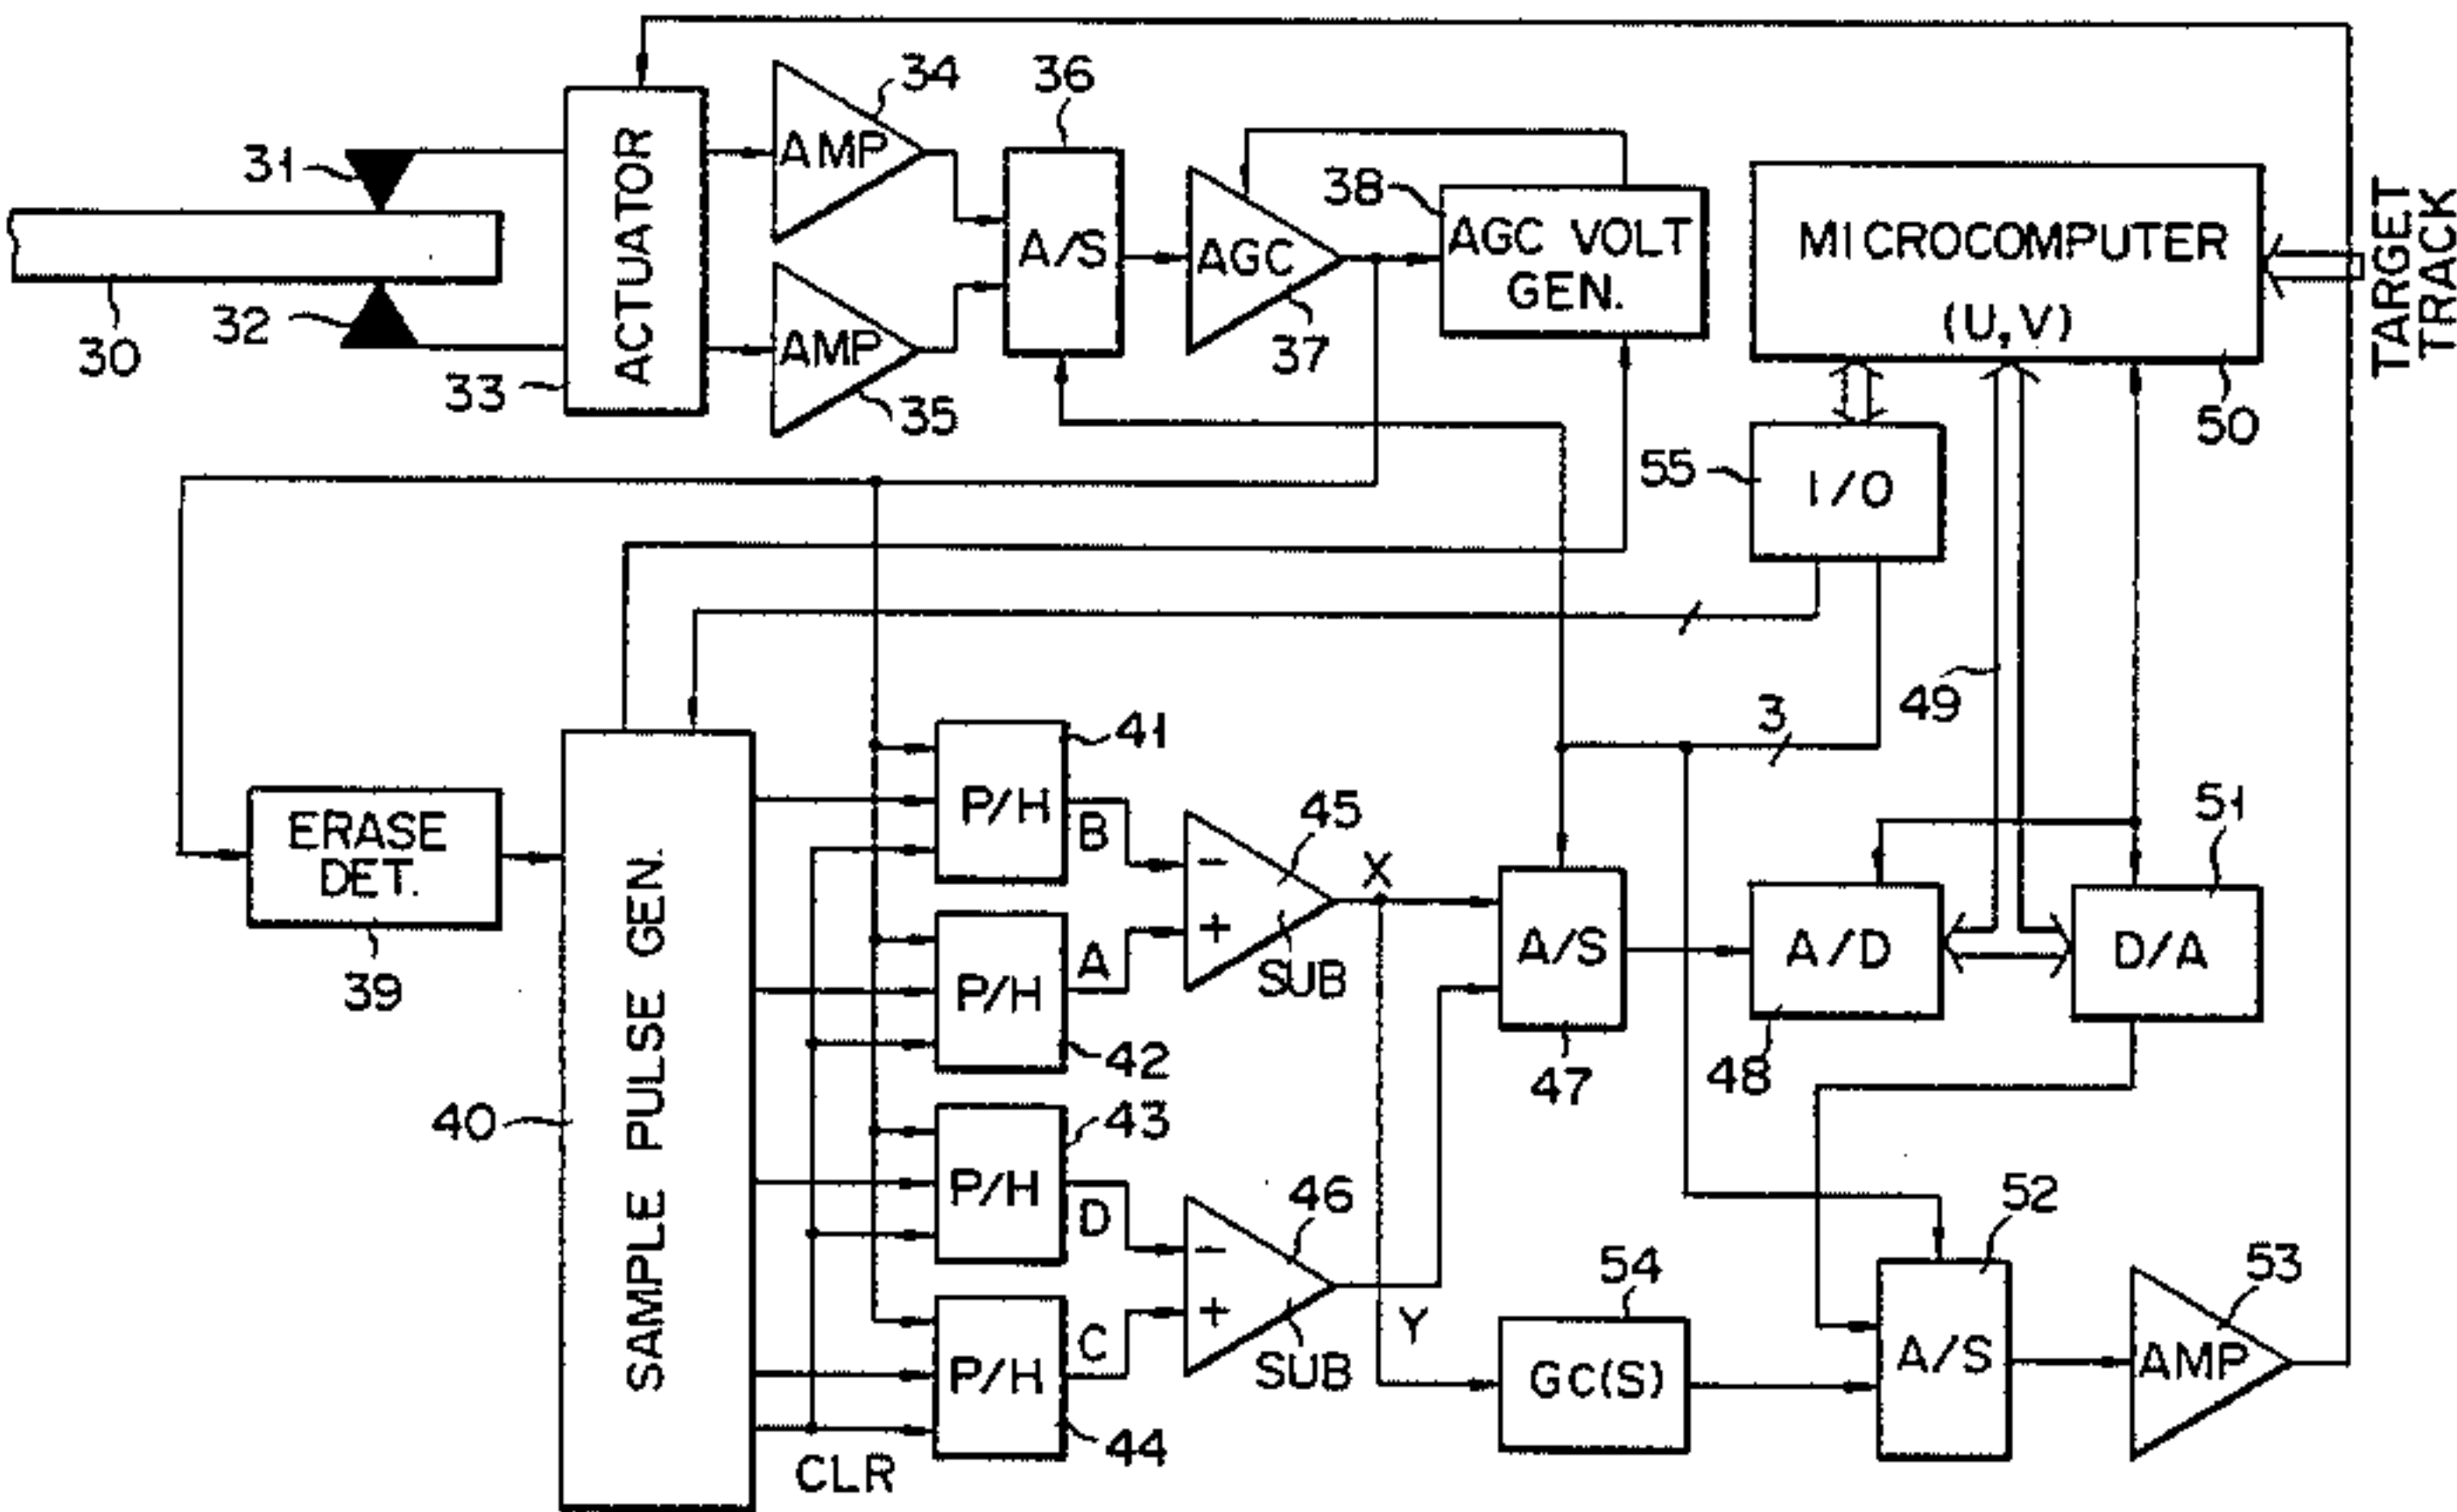 34
36
31
AMP
ACTUATOR
A/S
AGC
38
AGC VOLT
GEN.
MICROCOMPUTER
(U,V)
TARGET
TRACK
30
32
33
AMP
35
37
50
55
I/O
49
3
41
P/H
B
45
X
51
ERASE
DET.
39
SAMPLE PULSE GEN.
40
P/H
A
42
SUB
-
+
A/S
47
A/D
48
D/A
43
P/H
D
46
-
+
SUB
Y
54
GC(S)
52
A/S
53
AMP
P/H
C
44
CLR